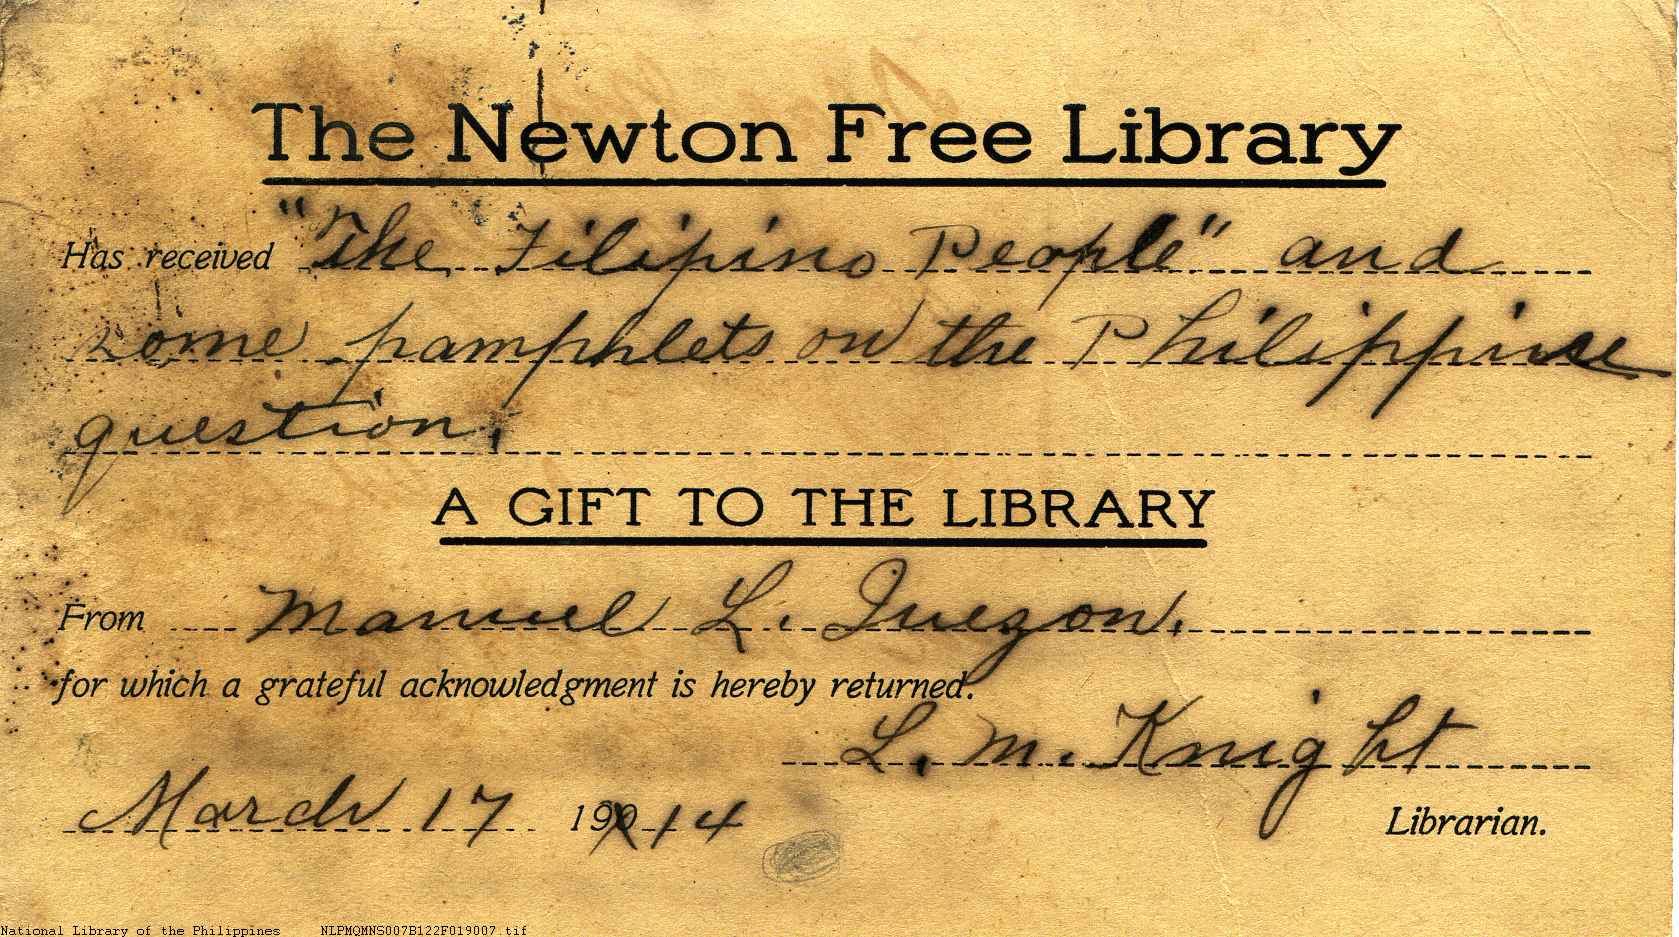 The Newton Free Library
Has received "The Filipino People" and
some pamphlets on the Philippine
question.
A GIFT TO THE LIBRARY
From Manuel L. Quezon.
for which a grateful acknowledgment is hereby returned.
L. M. Knight
March 17 190 14
Librarian.
National Library of the Philippines NLPMQMNS007B122F019007.tif